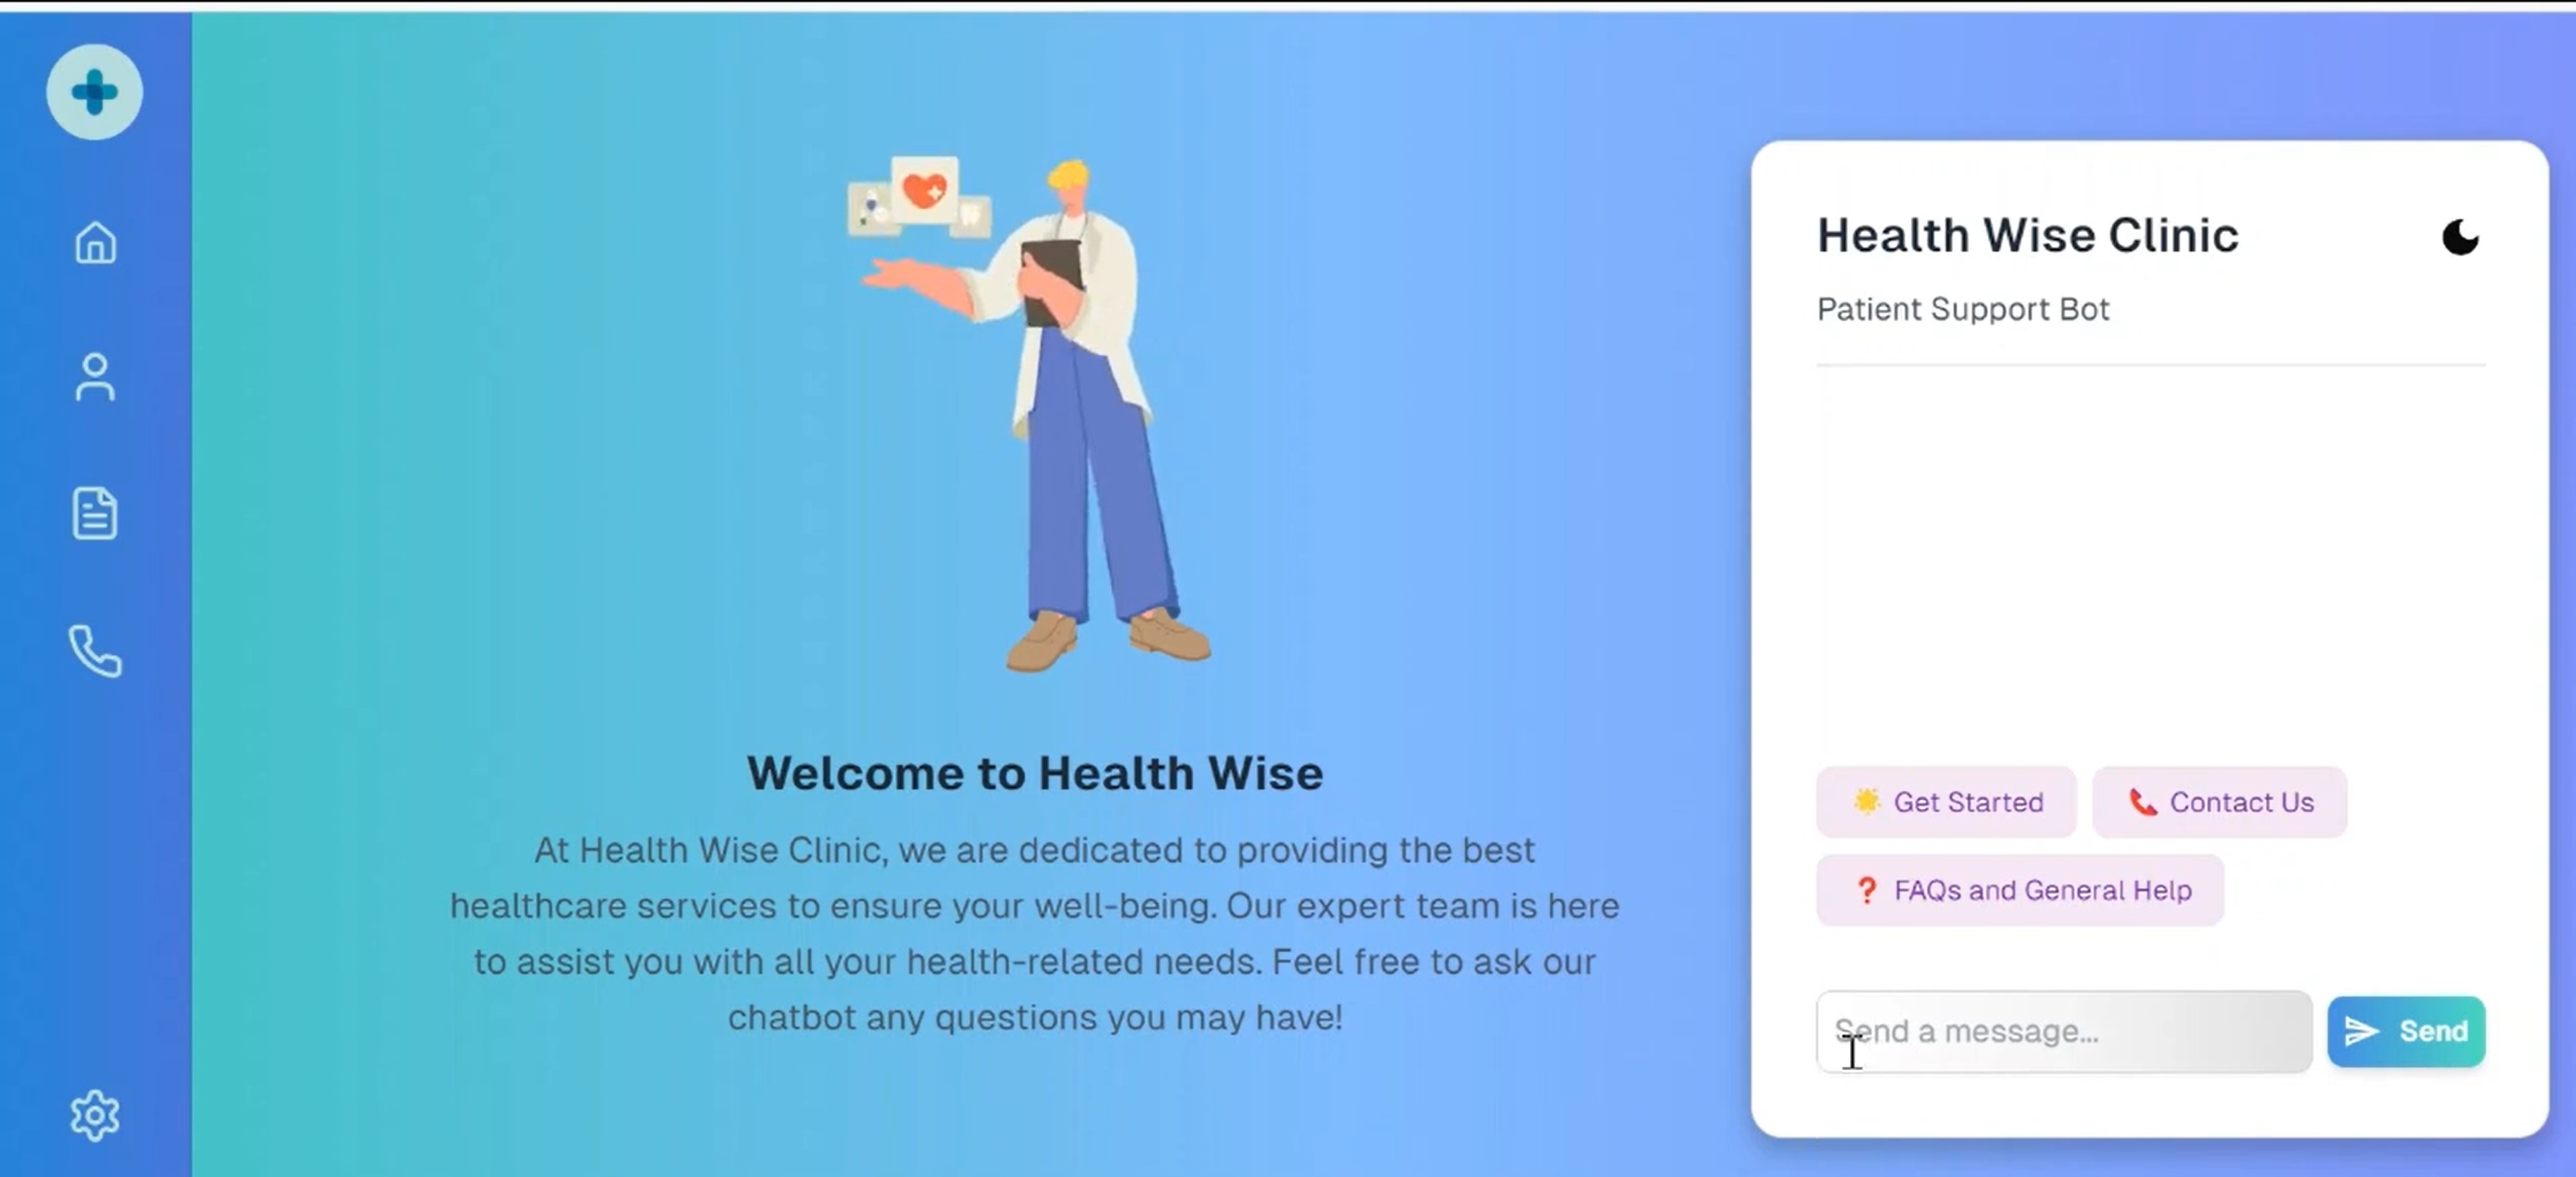 Welcome to Health Wise
At Health Wise Clinic, we are dedicated to providing the best
healthcare services to ensure your well-being. Our expert team is here
to assist you with all your health-related needs. Feel free to ask our
chatbot any questions you may have!
Health Wise Clinic
Patient Support Bot
Get Started
Contact Us
FAQs and General Help
Send a message...
Send